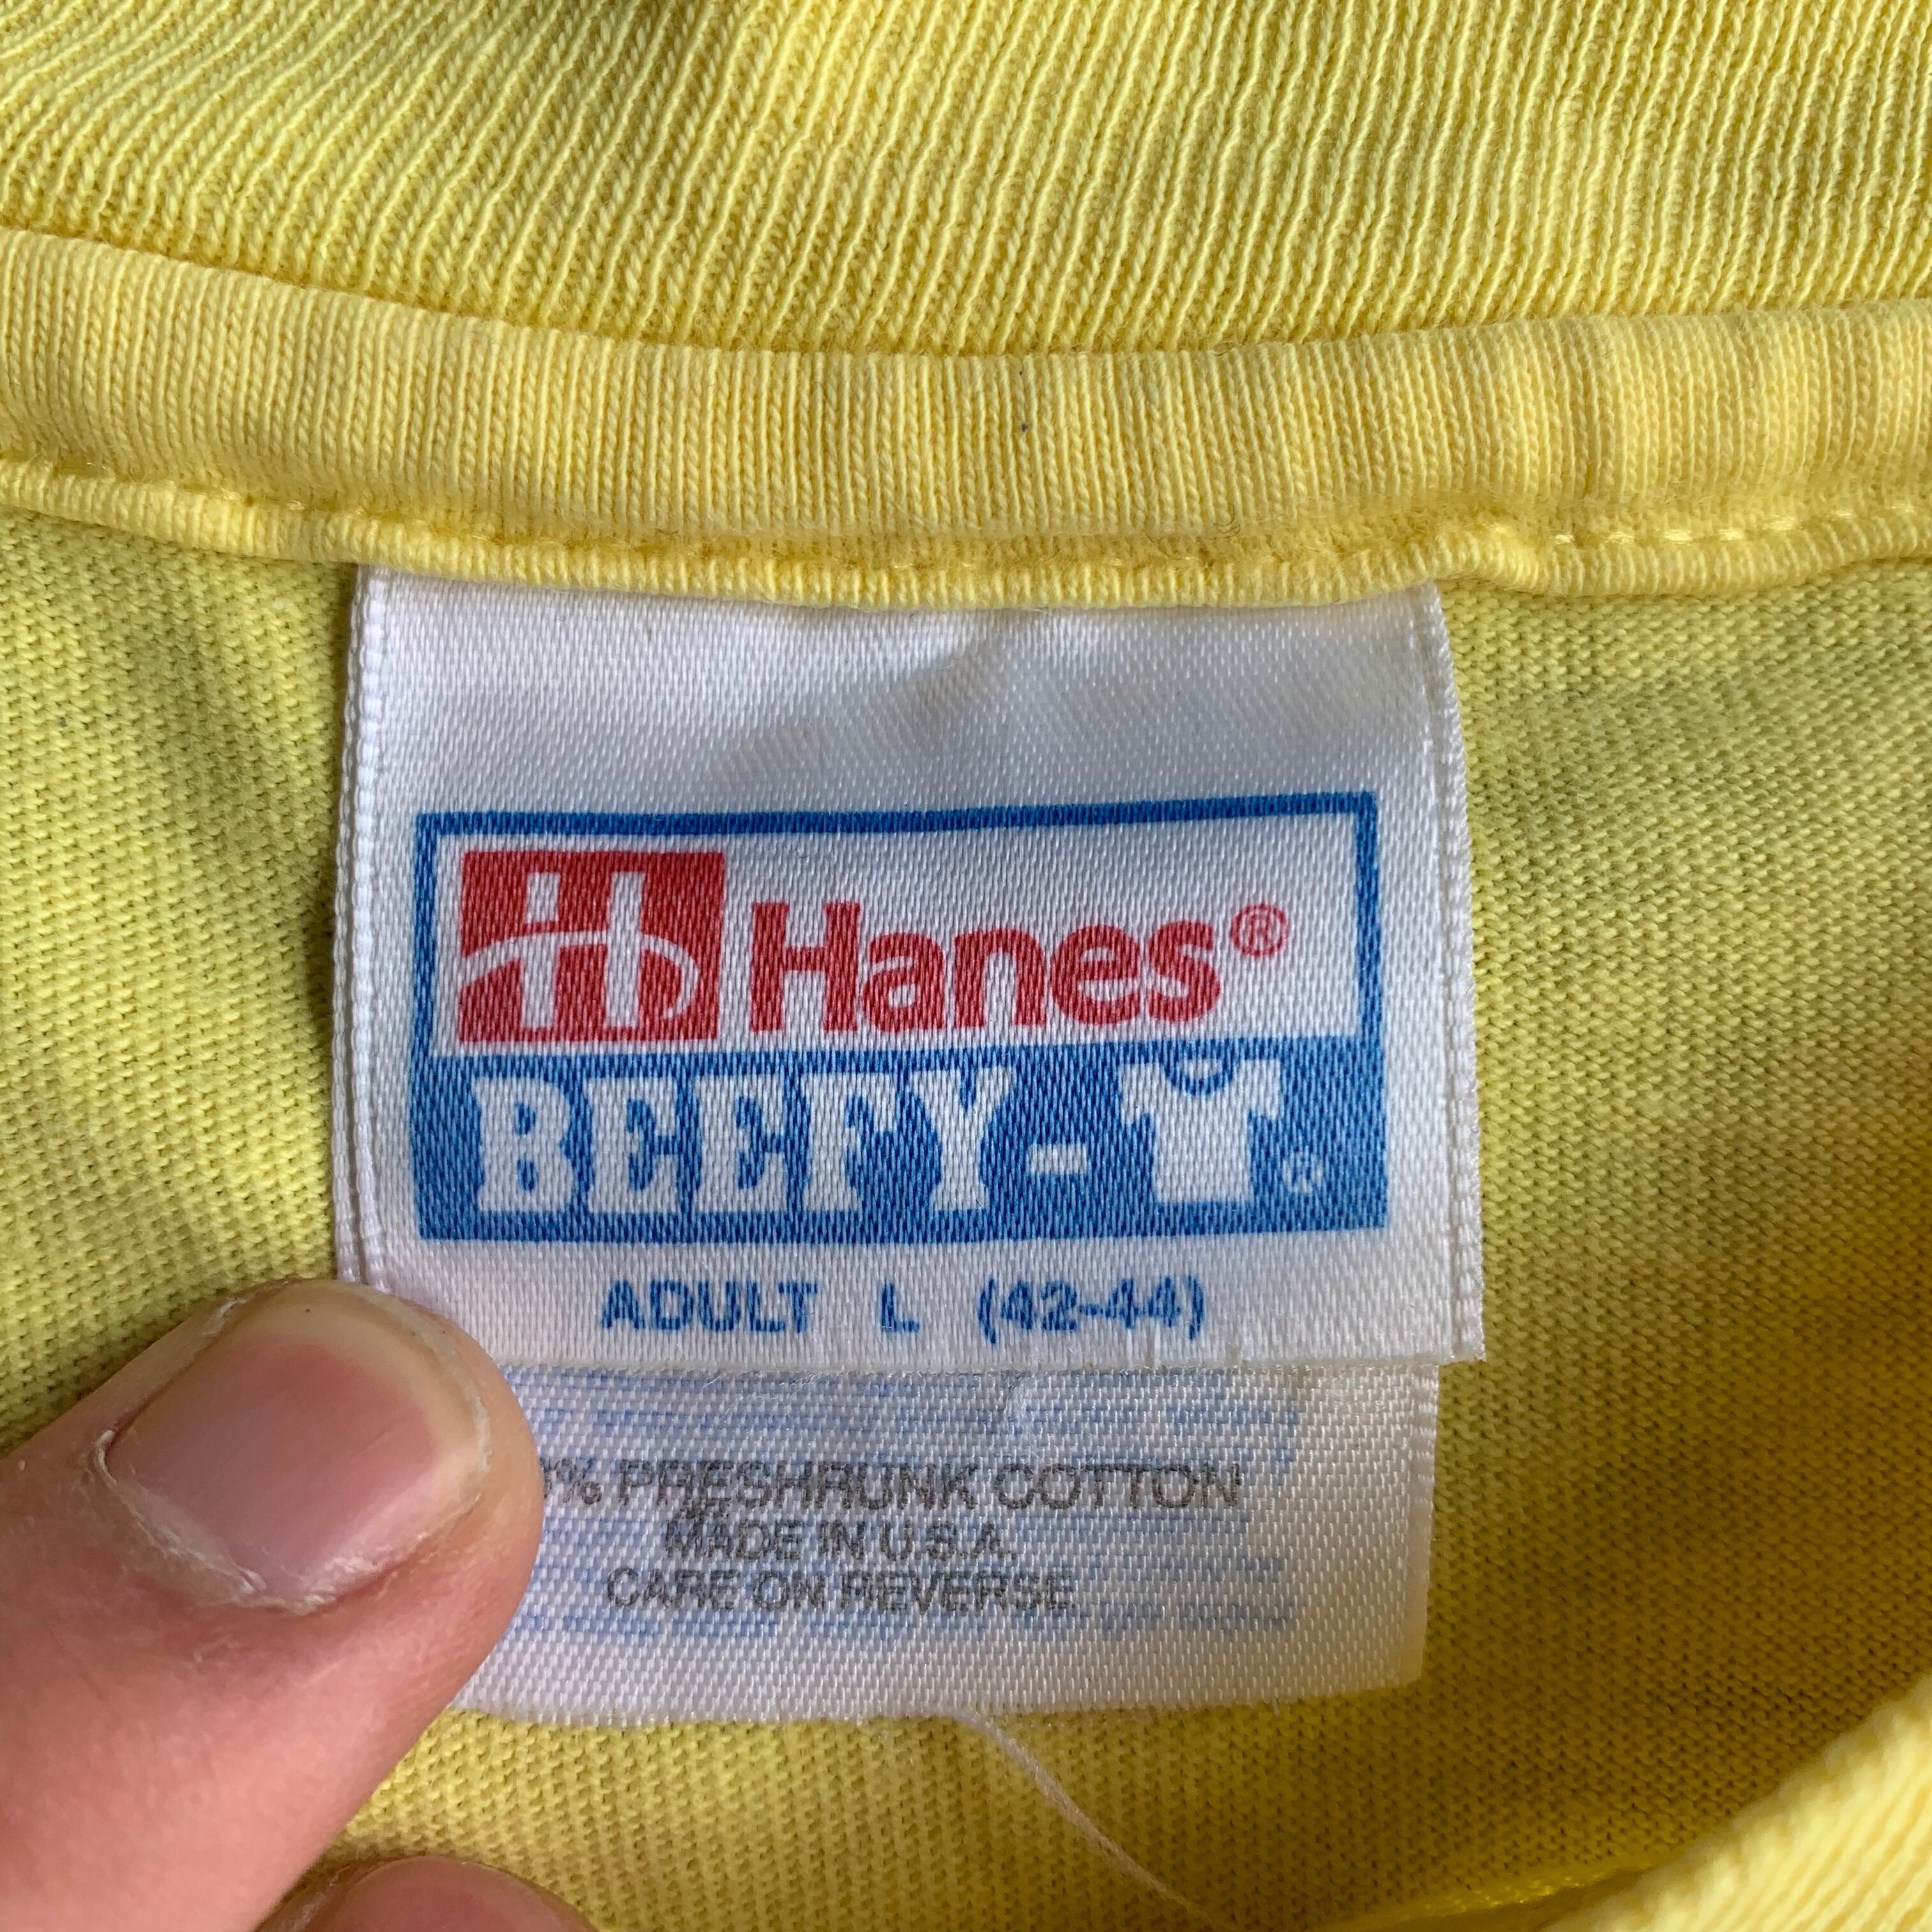 Hanes®
BEEFY-T®
ADULT L (42-44)
% PRESHRUNK COTTON
MADE IN U.S.A.
CARE ON REVERSE